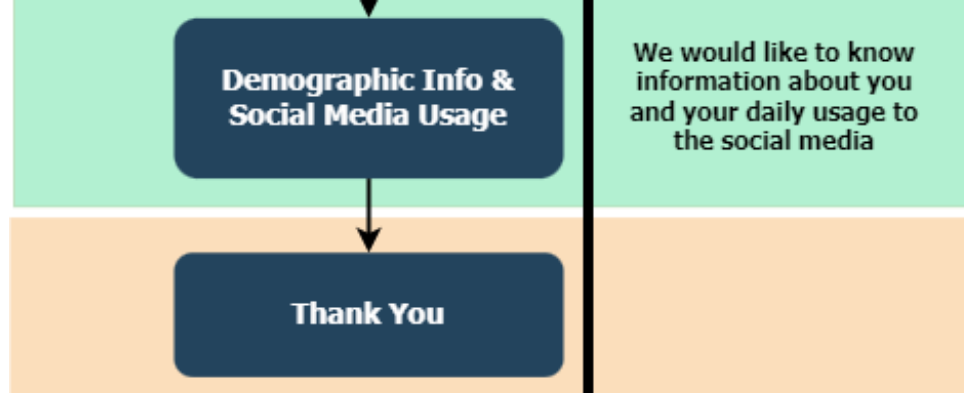 Demographic Info &
Social Media Usage
We would like to know
information about you
and your daily usage to
the social media
Thank You